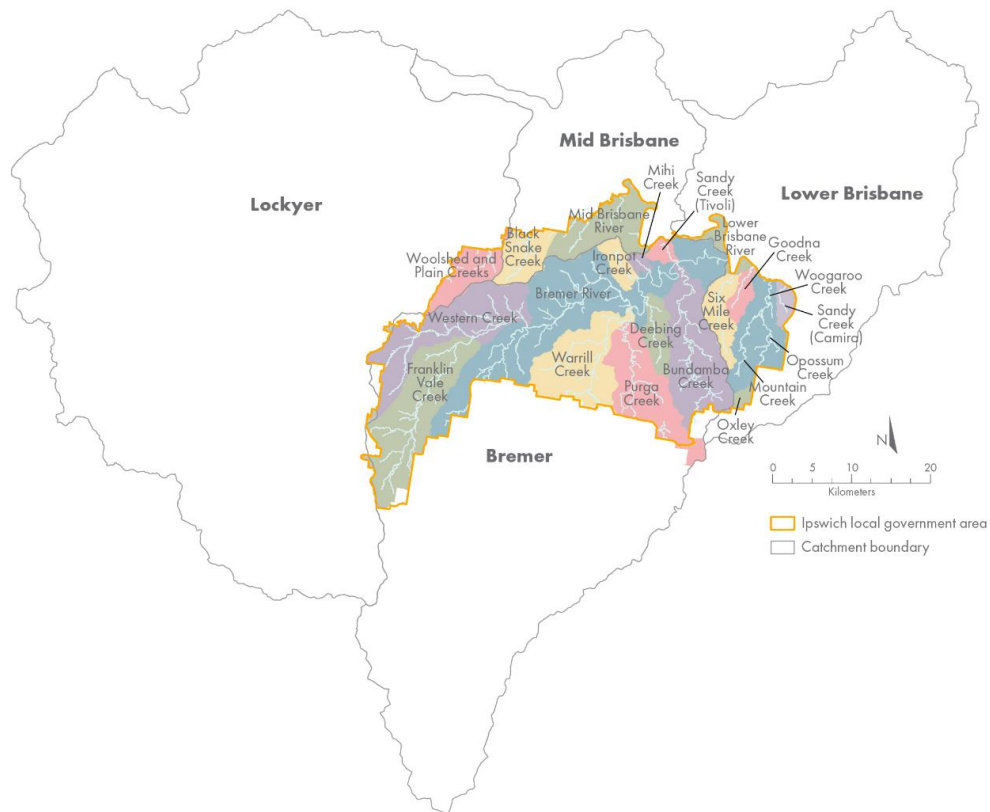 Mid Brisbane
Lockyer
Lower Brisbane
Mihi
Creek
Sandy
Creek
(Tivoli)
Mid Brisbane
River
Lower
Brisbane
River
Goodna
Creek
Black
Snake
Creek
Ironpot
Creek
Woolshed and
Plain Creeks
Woogaroo
Creek
Bremer River
Six
Mile
Creek
Sandy
Creek
(Camira)
Western Creek
Deebing
Creek
Opossum
Creek
Warrill
Creek
Franklin
Vale
Creek
Bundamba
Creek
Mountain
Creek
Purga
Creek
Oxley
Creek
Bremer
N
0 5 10 20
Kilometers
Ipswich local government area
Catchment boundary